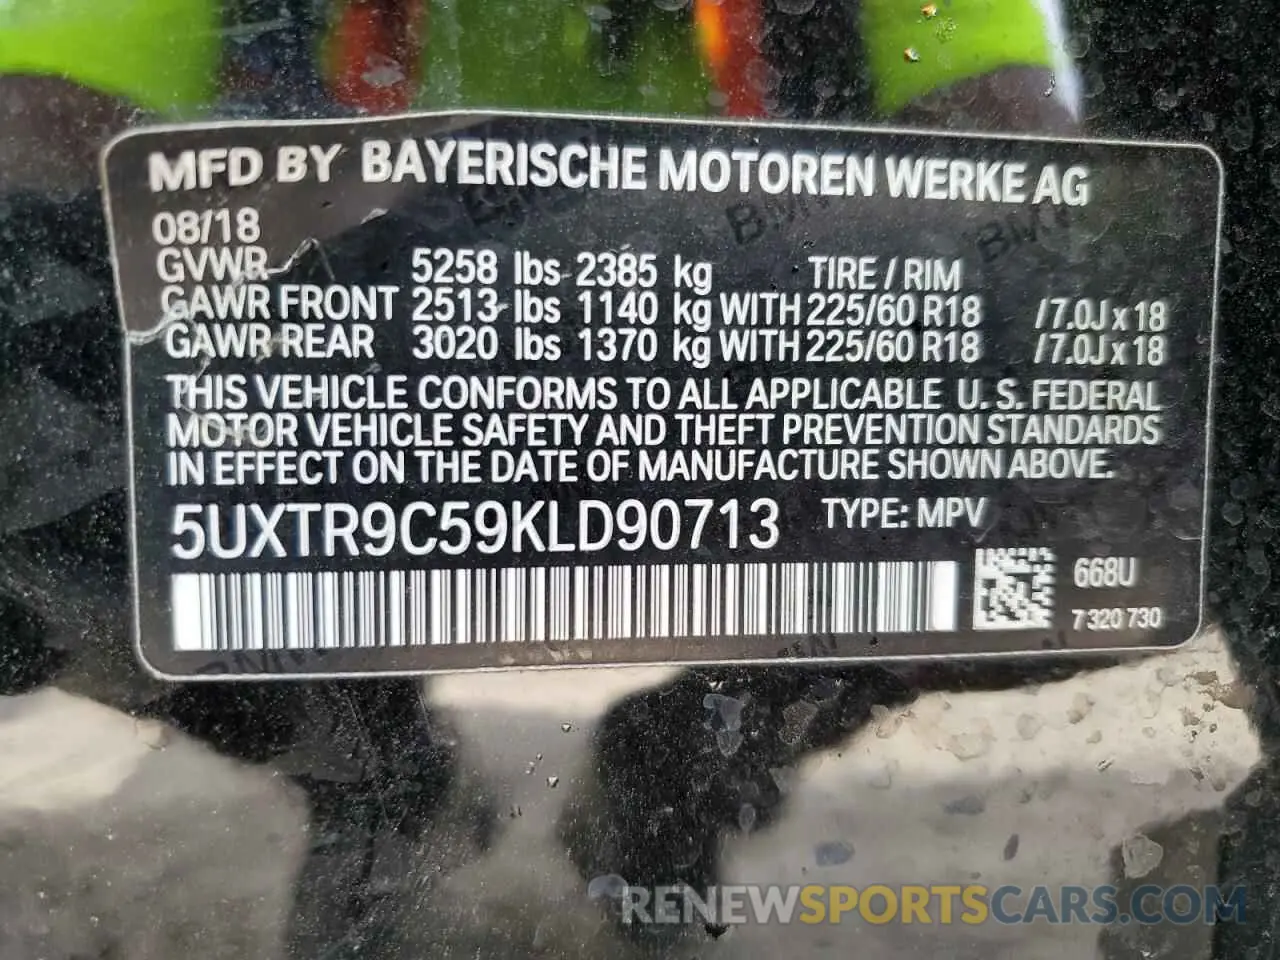 MFD BY BAYERISCHE MOTOREN WERKE AG
08/18
GVWR 5258 lbs 2385 kg TIRE / RIM
GAWR FRONT 2513 lbs 1140 kg WITH 225/60 R18 /7.0J x 18
GAWR REAR 3020 lbs 1370 kg WITH 225/60 R18 /7.0J x 18
THIS VEHICLE CONFORMS TO ALL APPLICABLE U.S. FEDERAL
MOTOR VEHICLE SAFETY AND THEFT PREVENTION STANDARDS
IN EFFECT ON THE DATE OF MANUFACTURE SHOWN ABOVE.
5UXTR9C59KLD90713 TYPE: MPV
668U
7 320 730
RENEWSPORTSCARS.COM